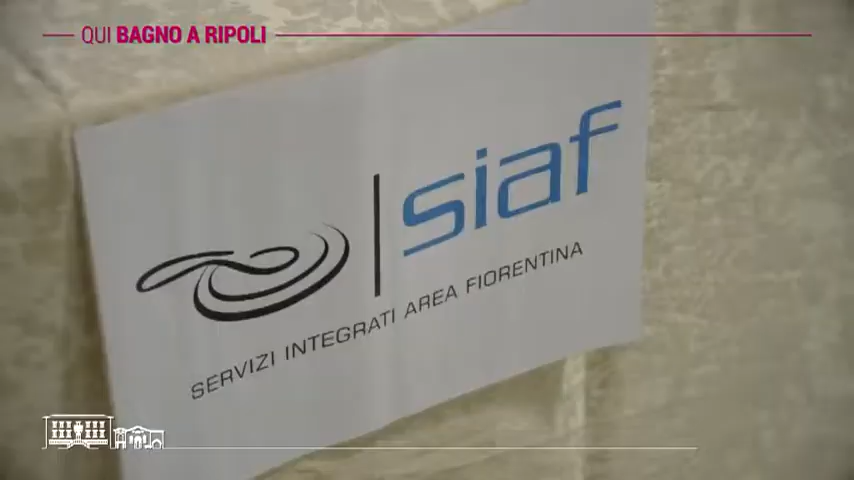 QUI BAGNO A RIPOLI
siaf
SERVIZI INTEGRATI AREA FIORENTINA